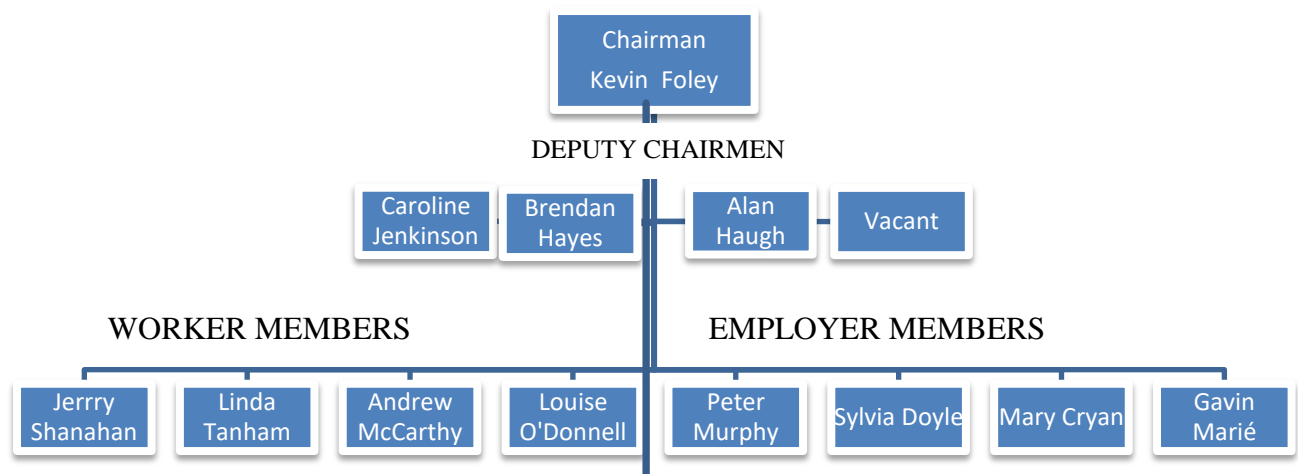 Chairman
Kevin Foley
DEPUTY CHAIRMEN
Caroline
Jenkinson
Brendan
Hayes
Alan
Haugh
Vacant
WORKER MEMBERS
EMPLOYER MEMBERS
Jerrry
Shanahan
Linda
Tanham
Andrew
McCarthy
Louise
O'Donnell
Peter
Murphy
Sylvia Doyle
Mary Cryan
Gavin
Marié